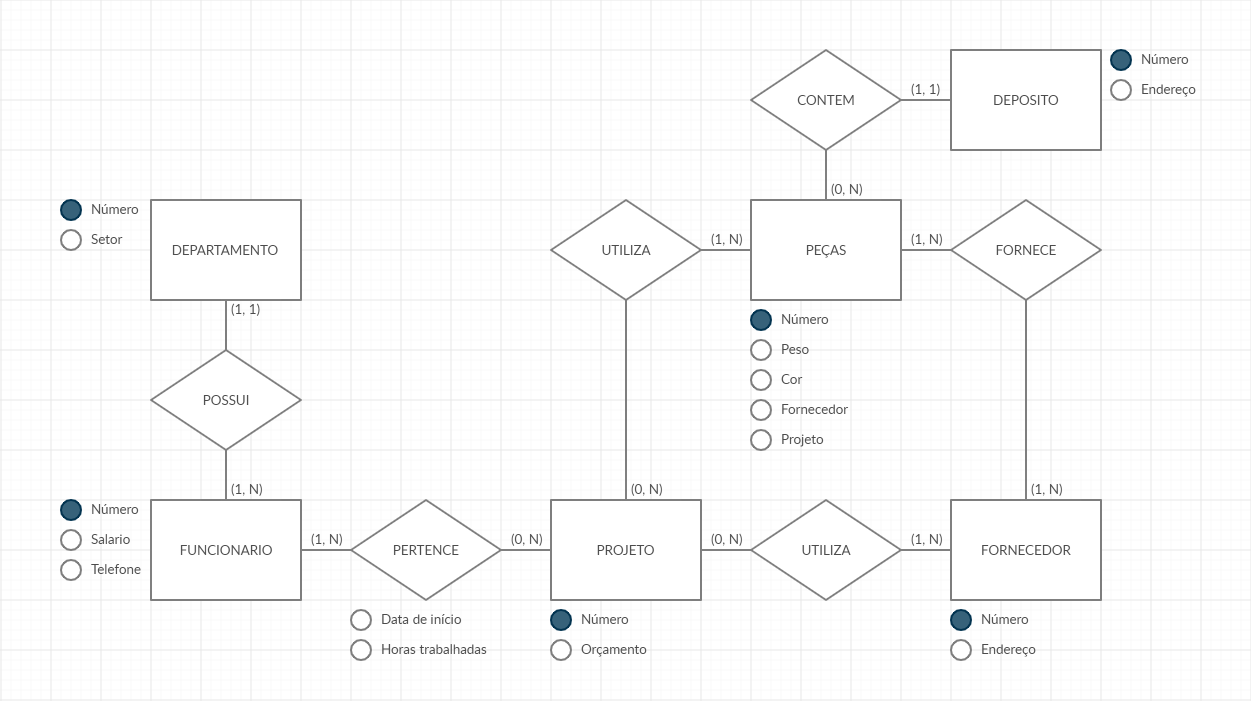 CONTEM
(1, 1)
DEPOSITO
Número
Endereço
(0, N)
Número
Setor
DEPARTAMENTO
UTILIZA
(1, N)
PEÇAS
(1, N)
FORNECE
(1, 1)
Número
Peso
Cor
Fornecedor
Projeto
POSSUI
(1, N)
(0, N)
(1, N)
Número
Salario
Telefone
FUNCIONARIO
(1, N)
PERTENCE
(0, N)
PROJETO
(0, N)
UTILIZA
(1, N)
FORNECEDOR
Data de início
Horas trabalhadas
Número
Orçamento
Número
Endereço